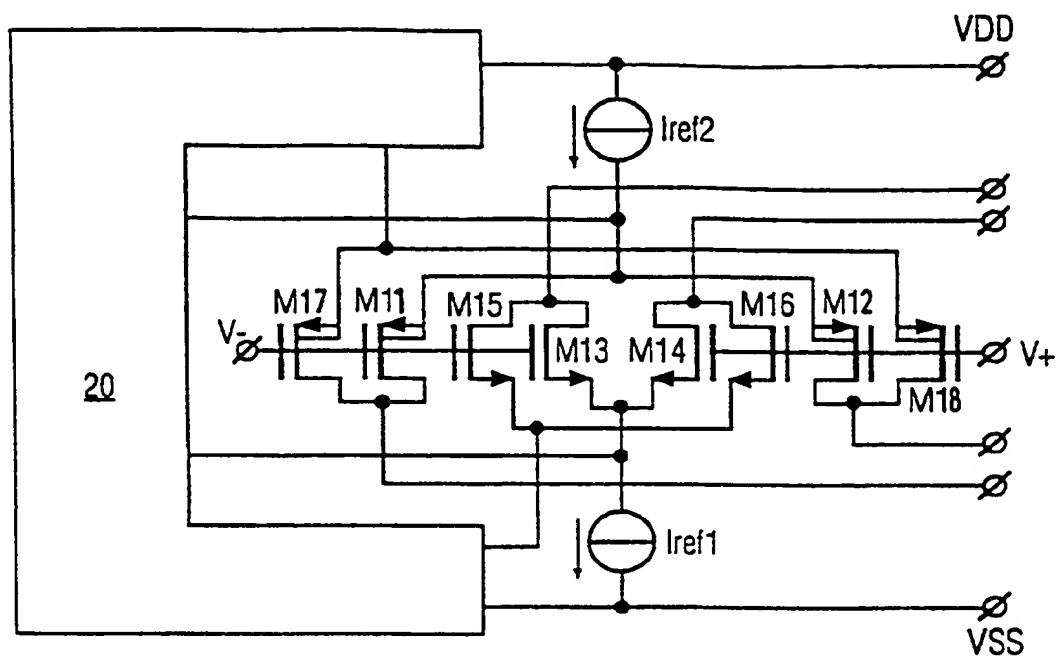 VDD
Iref2
M17
M11
M15
M16
M12
V-
M13
M14
V+
20
M18
Iref1
VSS